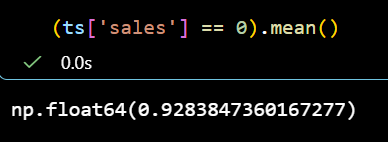 (ts['sales'] == 0).mean()
0.0s
np.float64(0.9283847360167277)